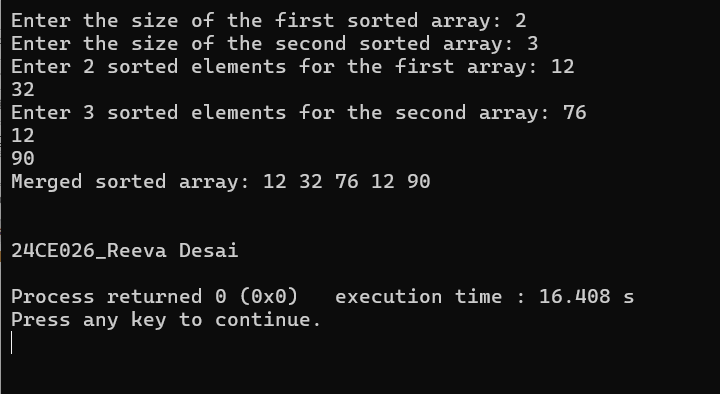 Enter the size of the first sorted array: 2
Enter the size of the second sorted array: 3
Enter 2 sorted elements for the first array: 12
32
Enter 3 sorted elements for the second array: 76
12
90
Merged sorted array: 12 32 76 12 90
24CE026_Reeva Desai
Process returned 0 (0x0)   execution time : 16.408 s
Press any key to continue.